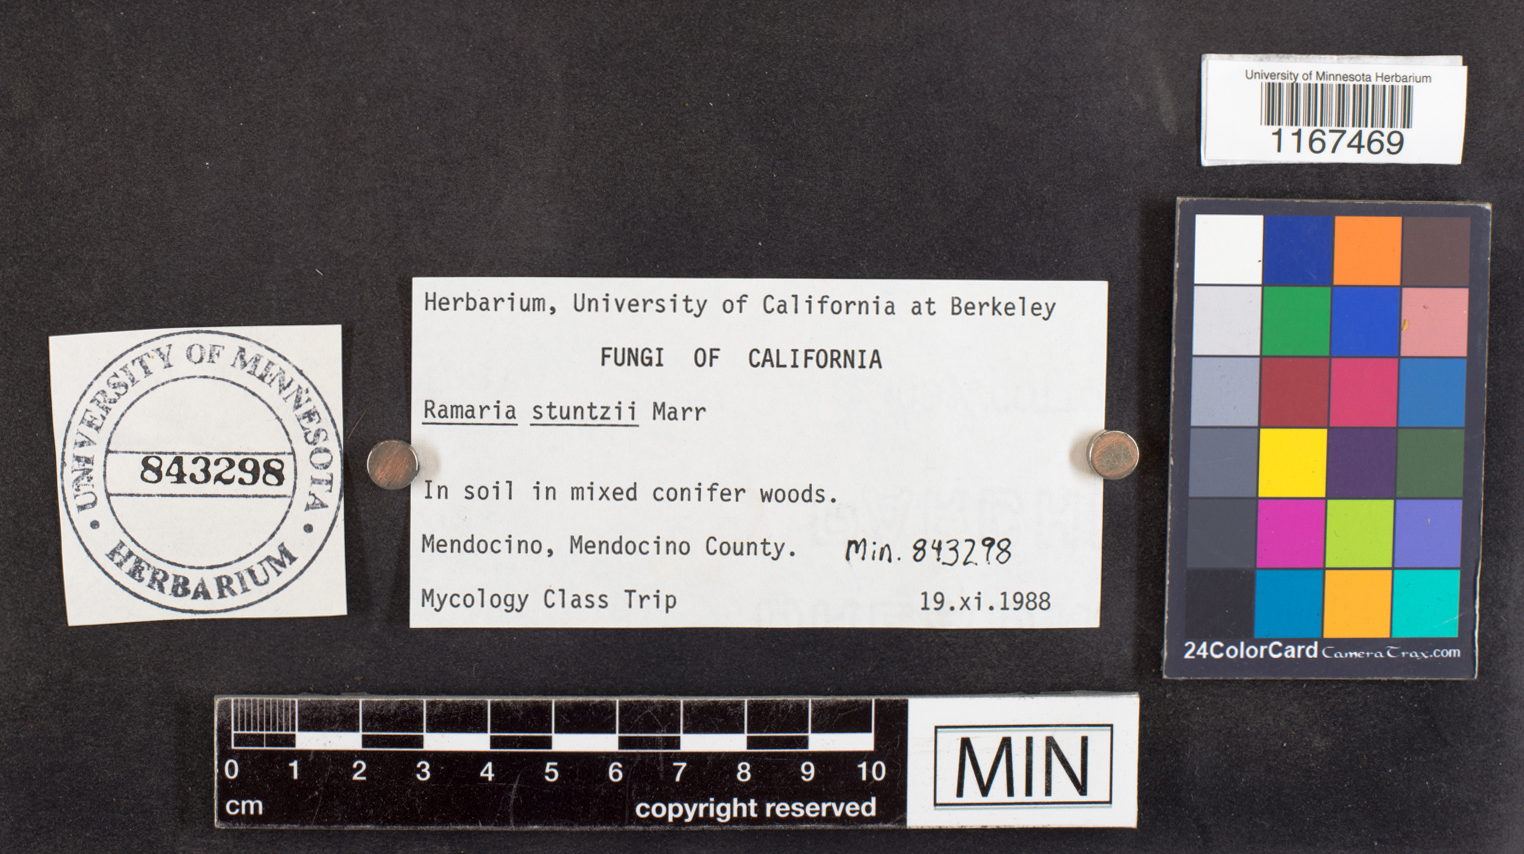 University of Minnesota Herbarium
1167469
Herbarium, University of California at Berkeley
FUNGI OF CALIFORNIA
Ramaria stuntzii Marr
In soil in mixed conifer woods.
Mendocino, Mendocino County. Min. 843298
Mycology Class Trip 19.xi.1988
UNIVERSITY OF MINNESOTA
843298
HERBARIUM
24ColorCard CameraTrax.com
0 1 2 3 4 5 6 7 8 9 10
cm copyright reserved
MIN